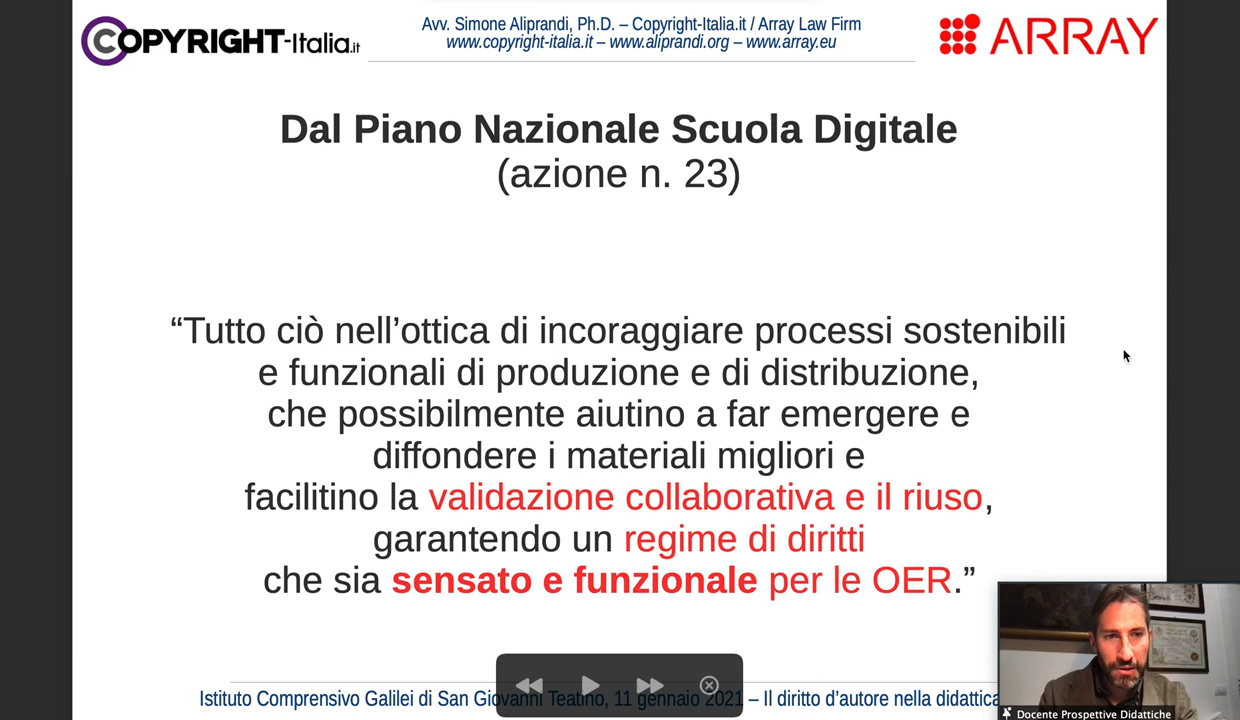 COPYRIGHT-Italia.it
Avv. Simone Aliprandi, Ph.D. – Copyright-Italia.it / Array Law Firm
www.copyright-italia.it – www.aliprandi.org – www.array.eu
ARRAY
Dal Piano Nazionale Scuola Digitale
(azione n. 23)
“Tutto ciò nell’ottica di incoraggiare processi sostenibili
e funzionali di produzione e di distribuzione,
che possibilmente aiutino a far emergere e
diffondere i materiali migliori e
facilitino la validazione collaborativa e il riuso,
garantendo un regime di diritti
che sia sensato e funzionale per le OER.”
Istituto Comprensivo Galilei di San Giovanni Teatino, 11 gennaio 2021 – Il diritto d’autore nella didattica
Docente Prospettive Didattiche